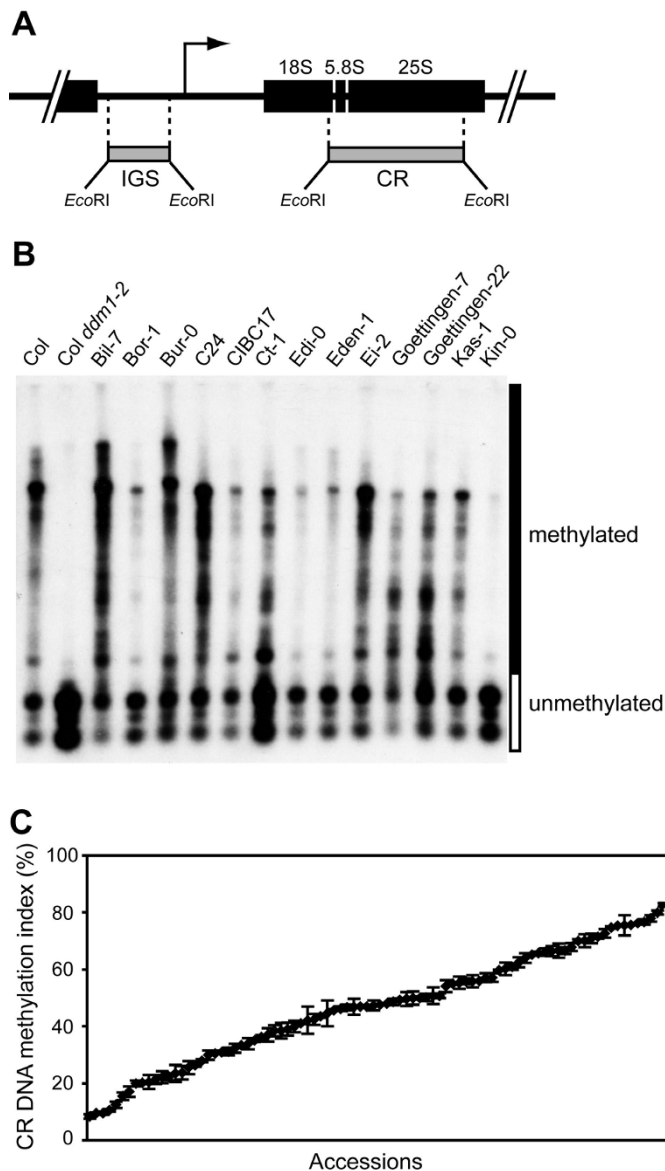 A
18S 5.8S 25S
IGS
CR
EcoRI
EcoRI
EcoRI
EcoRI
B
Col
Col ddm1-2
Bil-7
Bor-1
Bur-0
C24
CIBC17
Ct-1
Edi-0
Eden-1
Ei-2
Goettingen-7
Goettingen-22
Kas-1
Kin-0
methylated
unmethylated
C
CR DNA methylation index (%)
100
80
60
40
20
0
Accessions